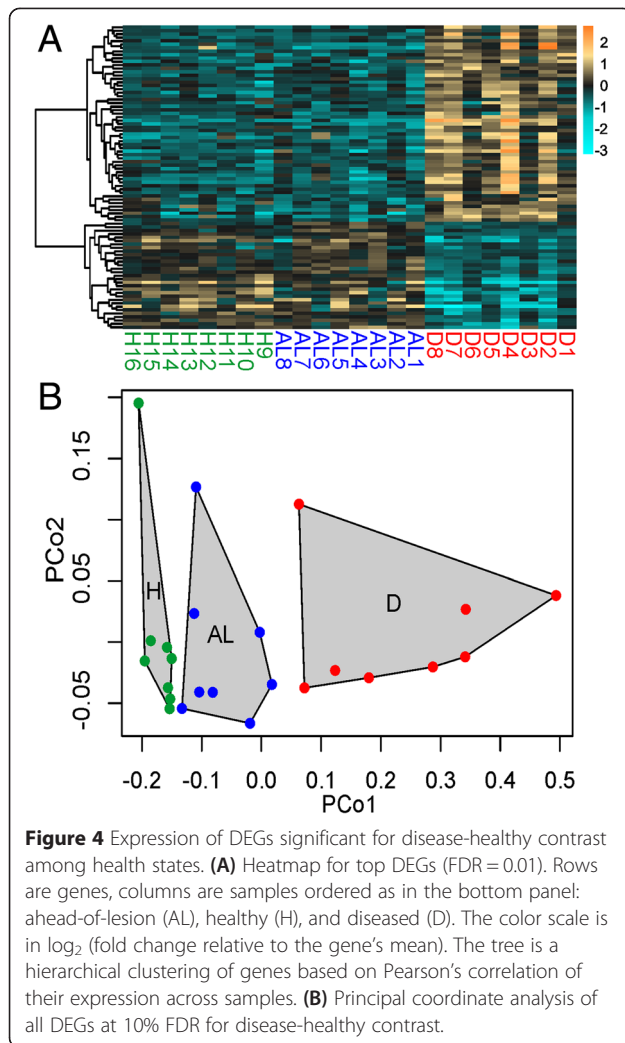 A
2
1
0
-1
-2
-3
H16 H15 H14 H13 H12 H11 H10 H9 AL8 AL7 AL6 AL5 AL4 AL3 AL2 AL1 D8 D7 D6 D5 D4 D3 D2 D1
B
PCo2
0.15
0.05
-0.05
H
AL
D
-0.2 -0.1 0.0 0.1 0.2 0.3 0.4 0.5
PCo1
Figure 4 Expression of DEGs significant for disease-healthy contrast
among health states. (A) Heatmap for top DEGs (FDR = 0.01). Rows
are genes, columns are samples ordered as in the bottom panel:
ahead-of-lesion (AL), healthy (H), and diseased (D). The color scale is
in log₂ (fold change relative to the gene's mean). The tree is a
hierarchical clustering of genes based on Pearson's correlation of
their expression across samples. (B) Principal coordinate analysis of
all DEGs at 10% FDR for disease-healthy contrast.